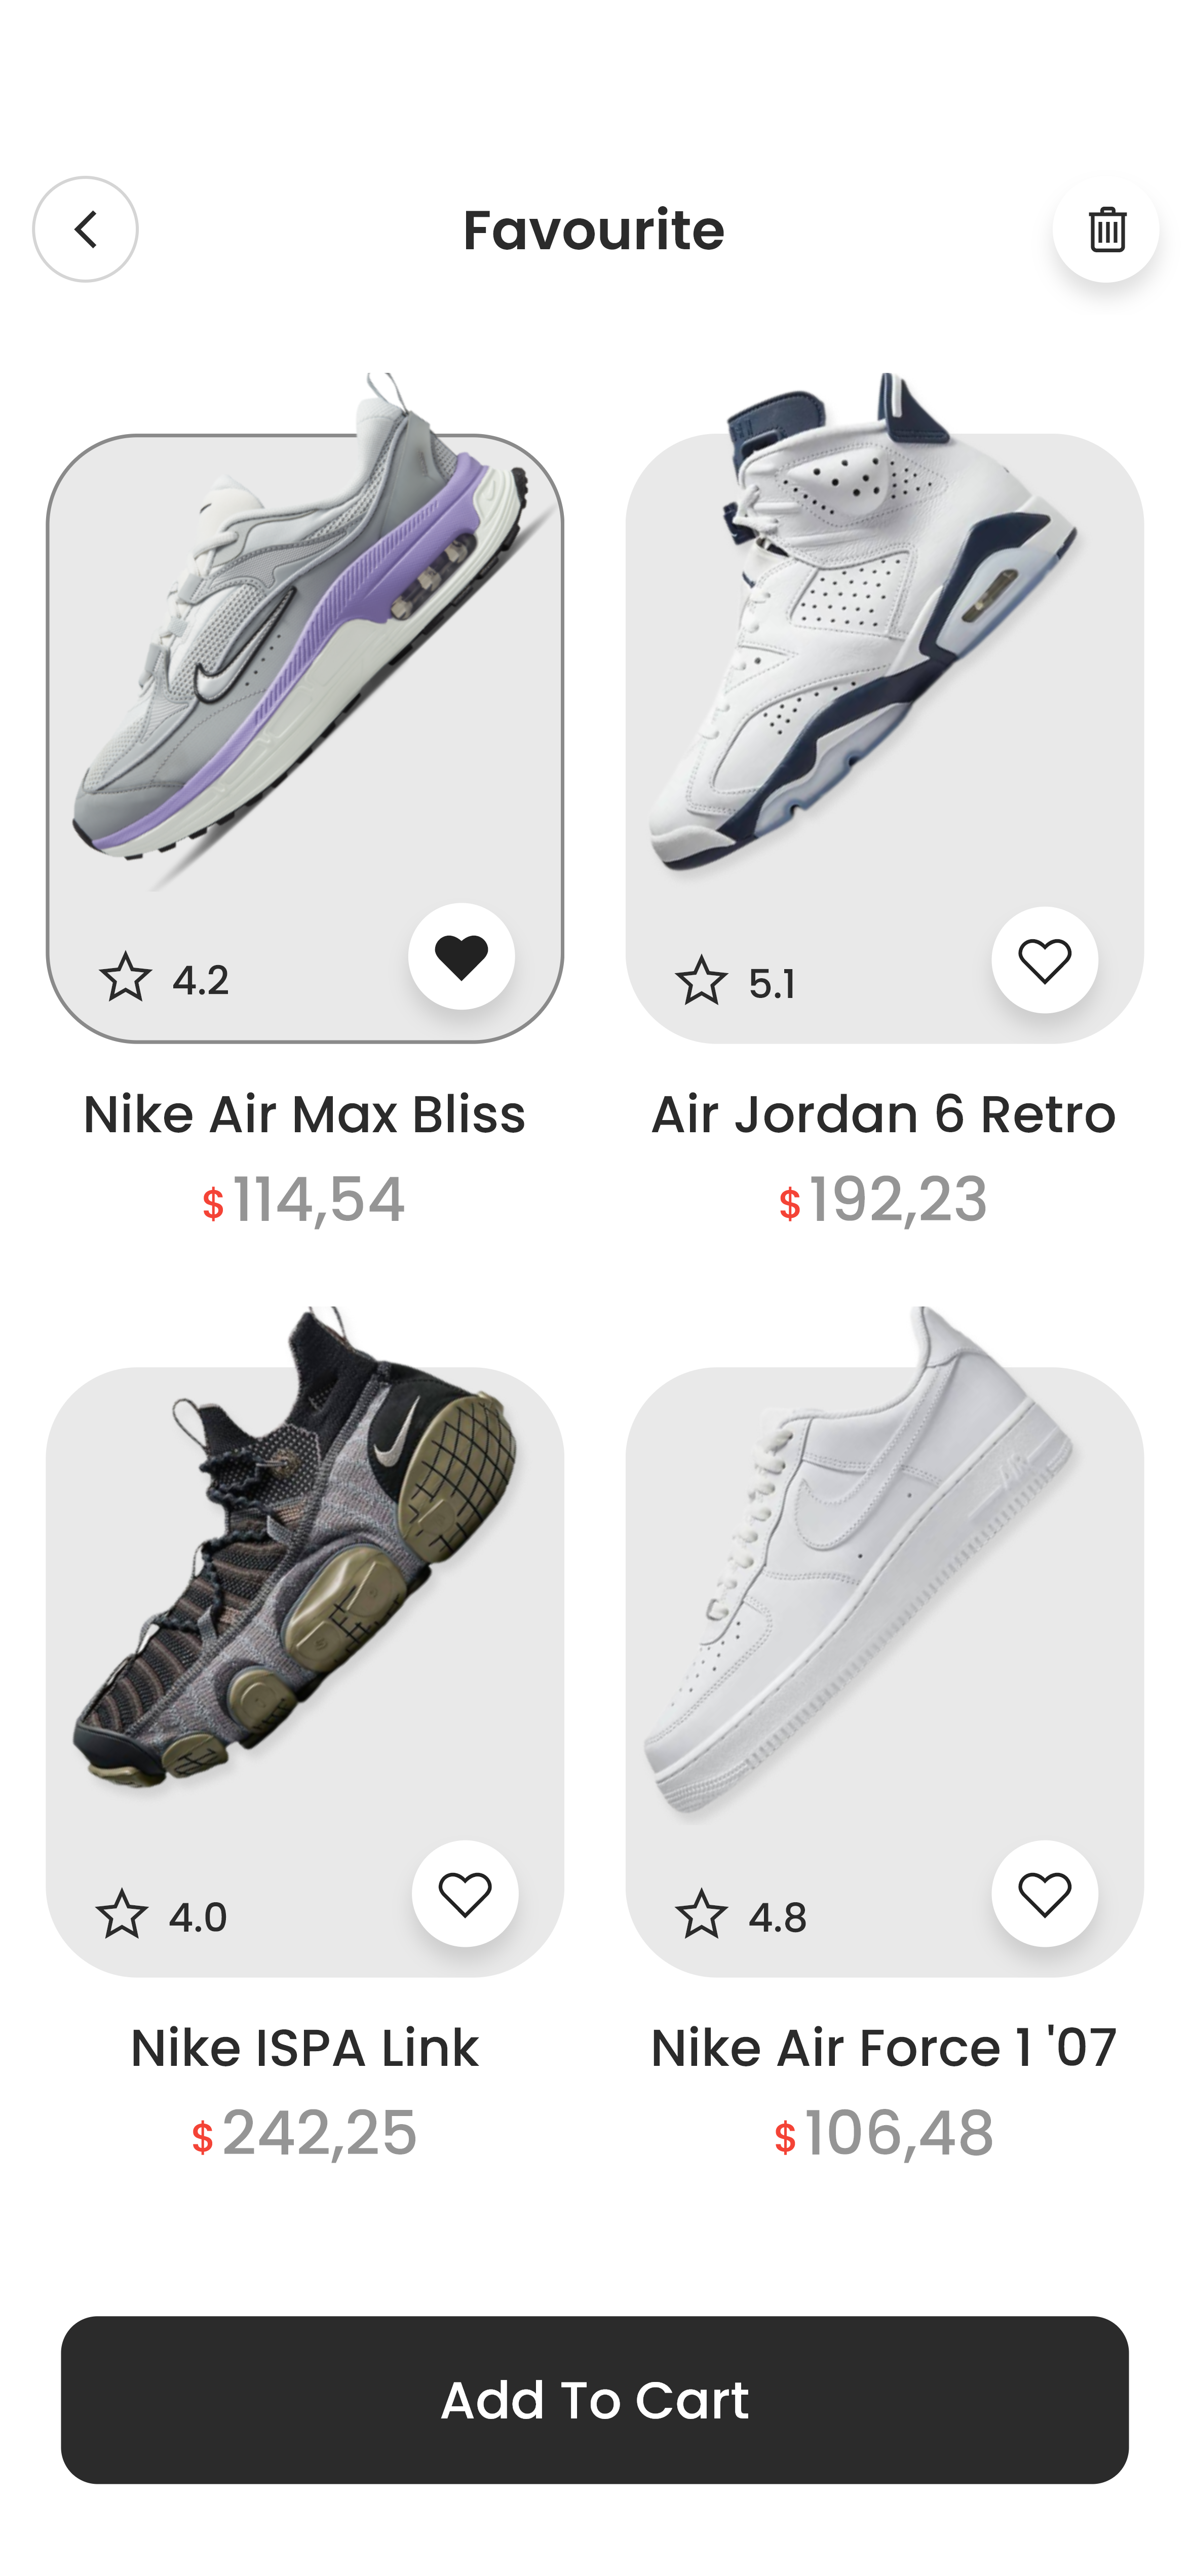 Favourite
4.2
5.1
Nike Air Max Bliss
Air Jordan 6 Retro
$114,54
$192,23
4.0
4.8
Nike ISPA Link
Nike Air Force 1 '07
$242,25
$106,48
Add To Cart